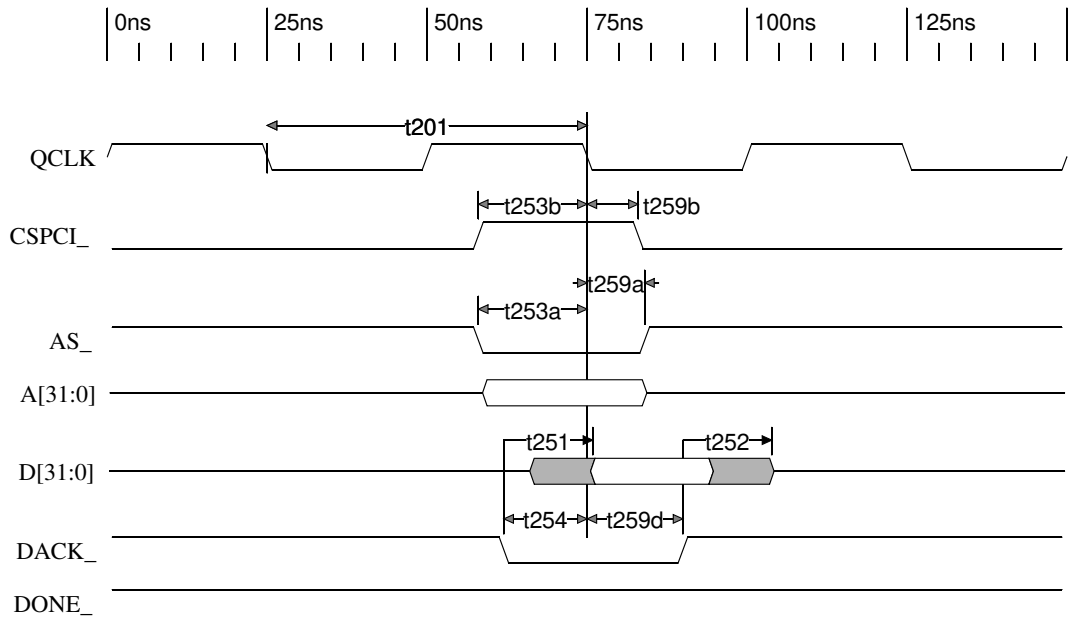 0ns 25ns 50ns 75ns 100ns 125ns
t201
QCLK
t253b t259b
CSPCI_
t259a
t253a
AS_
A[31:0]
t251 t252
D[31:0]
t254 t259d
DACK_
DONE_